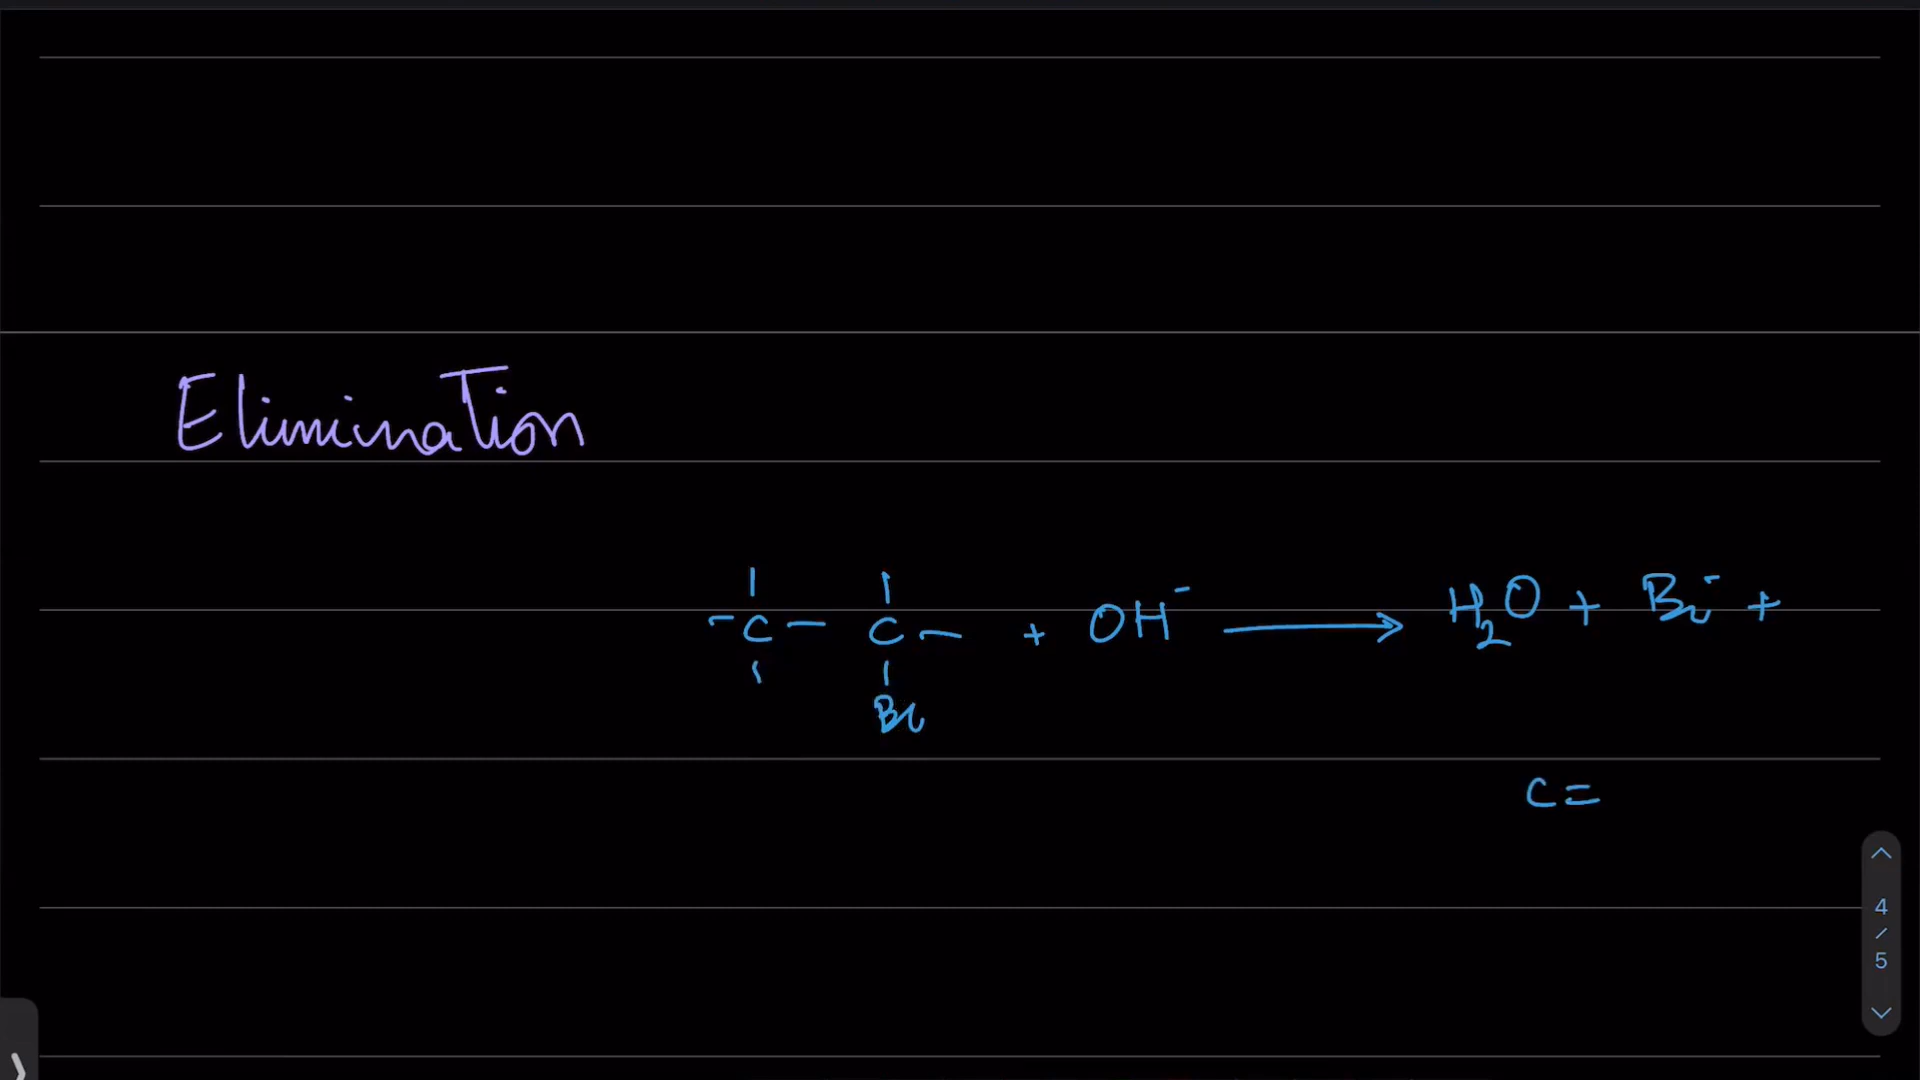 Elimination
-C-C- + OH⁻ → H₂O + Br⁻ +
Br
C=
4
/
5